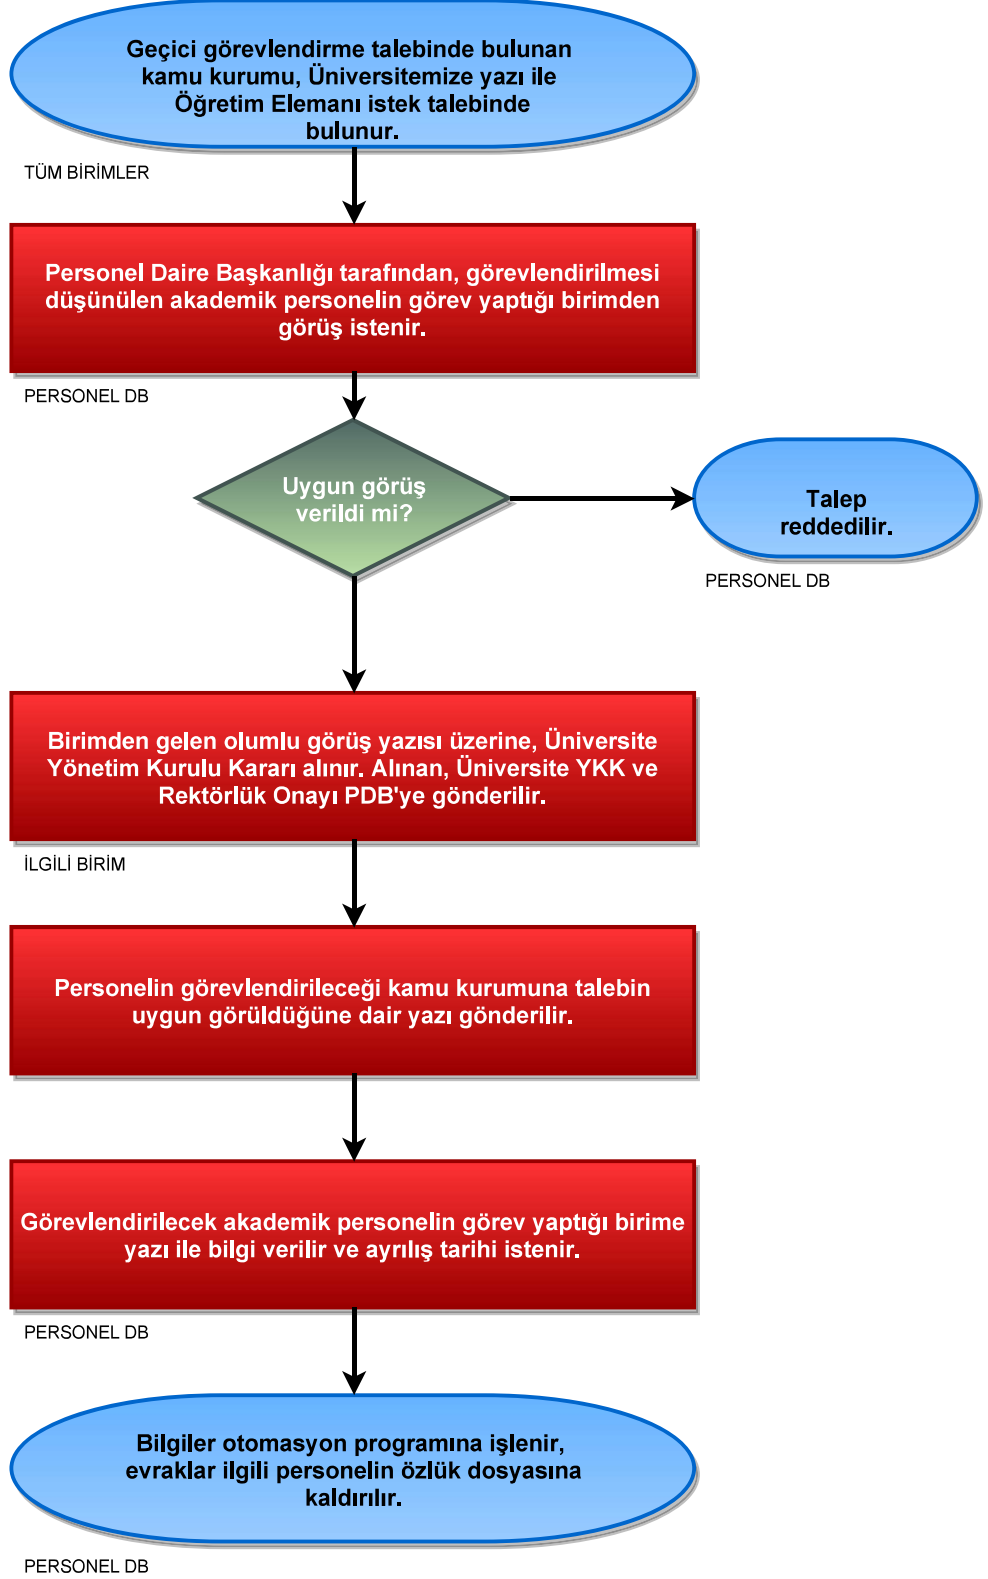 Geçici görevlendirme talebinde bulunan
kamu kurumu, Üniversitemize yazı ile
Öğretim Elemanı istek talebinde
bulunur.
TÜM BİRİMLER
Personel Daire Başkanlığı tarafından, görevlendirilmesi
düşünülen akademik personelin görev yaptığı birimden
görüş istenir.
PERSONEL DB
Uygun görüş
verildi mi?
Talep
reddedilir.
PERSONEL DB
Birimden gelen olumlu görüş yazısı üzerine, Üniversite
Yönetim Kurulu Kararı alınır. Alınan, Üniversite YKK ve
Rektörlük Onayı PDB'ye gönderilir.
İLGİLİ BİRİM
Personelin görevlendirileceği kamu kurumuna talebin
uygun görüldüğüne dair yazı gönderilir.
Görevlendirilecek akademik personelin görev yaptığı birime
yazı ile bilgi verilir ve ayrılış tarihi istenir.
PERSONEL DB
Bilgiler otomasyon programına işlenir,
evraklar ilgili personelin özlük dosyasına
kaldırılır.
PERSONEL DB